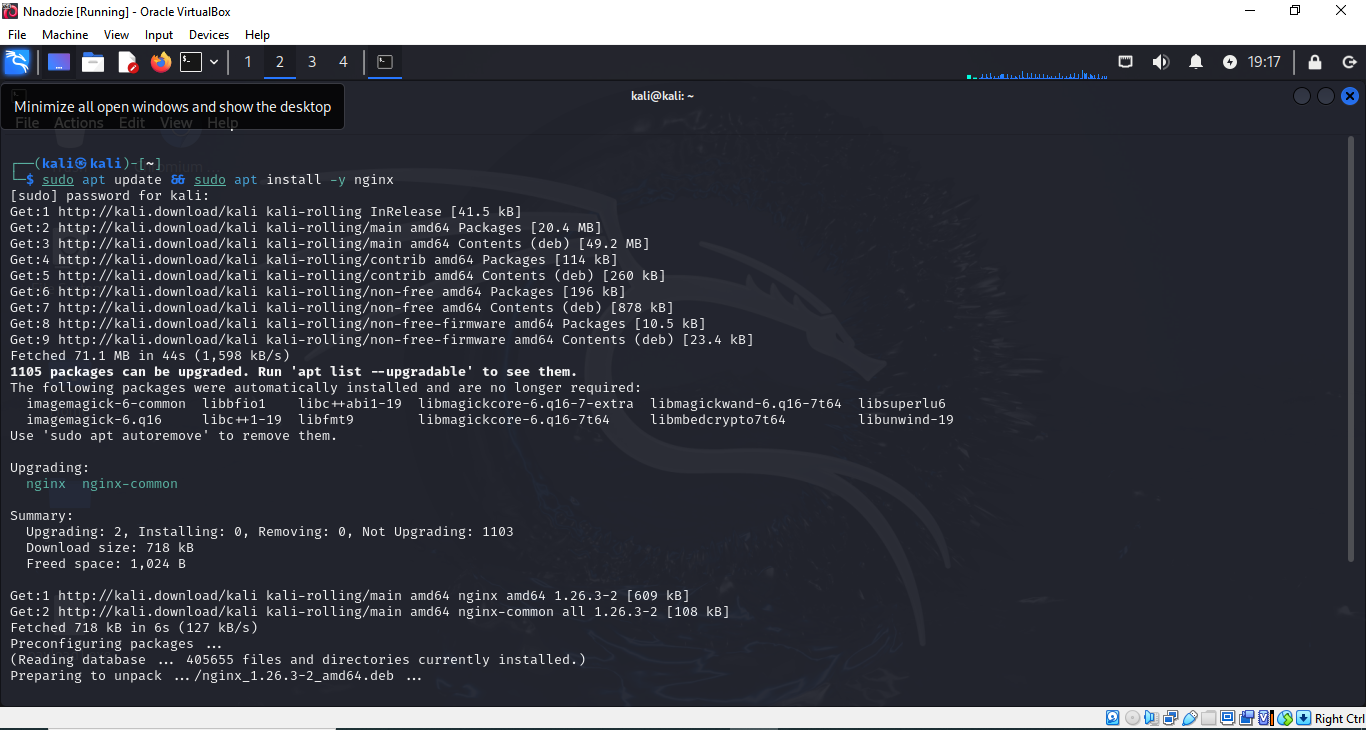 Nnadozie [Running] - Oracle VirtualBox
File Machine View Input Devices Help
1 2 3 4 19:17
kali@kali: ~
Minimize all open windows and show the desktop
File Actions Edit View Help
┌──(kali㉿kali)-[~]
└─$ sudo apt update && sudo apt install -y nginx
[sudo] password for kali:
Get:1 http://kali.download/kali kali-rolling InRelease [41.5 kB]
Get:2 http://kali.download/kali kali-rolling/main amd64 Packages [20.4 MB]
Get:3 http://kali.download/kali kali-rolling/main amd64 Contents (deb) [49.2 MB]
Get:4 http://kali.download/kali kali-rolling/contrib amd64 Packages [114 kB]
Get:5 http://kali.download/kali kali-rolling/contrib amd64 Contents (deb) [260 kB]
Get:6 http://kali.download/kali kali-rolling/non-free amd64 Packages [196 kB]
Get:7 http://kali.download/kali kali-rolling/non-free amd64 Contents (deb) [878 kB]
Get:8 http://kali.download/kali kali-rolling/non-free-firmware amd64 Packages [10.5 kB]
Get:9 http://kali.download/kali kali-rolling/non-free-firmware amd64 Contents (deb) [23.4 kB]
Fetched 71.1 MB in 44s (1,598 kB/s)
1105 packages can be upgraded. Run 'apt list --upgradable' to see them.
The following packages were automatically installed and are no longer required:
imagemagick-6-common libbfio1 libc++abi1-19 libmagickcore-6.q16-7-extra libmagickwand-6.q16-7t64 libsuperlu6
imagemagick-6.q16 libc++1-19 libfmt9 libmagickcore-6.q16-7t64 libmbedcrypto7t64 libunwind-19
Use 'sudo apt autoremove' to remove them.
Upgrading:
nginx nginx-common
Summary:
Upgrading: 2, Installing: 0, Removing: 0, Not Upgrading: 1103
Download size: 718 kB
Freed space: 1,024 B
Get:1 http://kali.download/kali kali-rolling/main amd64 nginx amd64 1.26.3-2 [609 kB]
Get:2 http://kali.download/kali kali-rolling/main amd64 nginx-common all 1.26.3-2 [108 kB]
Fetched 718 kB in 6s (127 kB/s)
Preconfiguring packages ...
(Reading database ... 405655 files and directories currently installed.)
Preparing to unpack .../nginx_1.26.3-2_amd64.deb ...
Right Ctrl